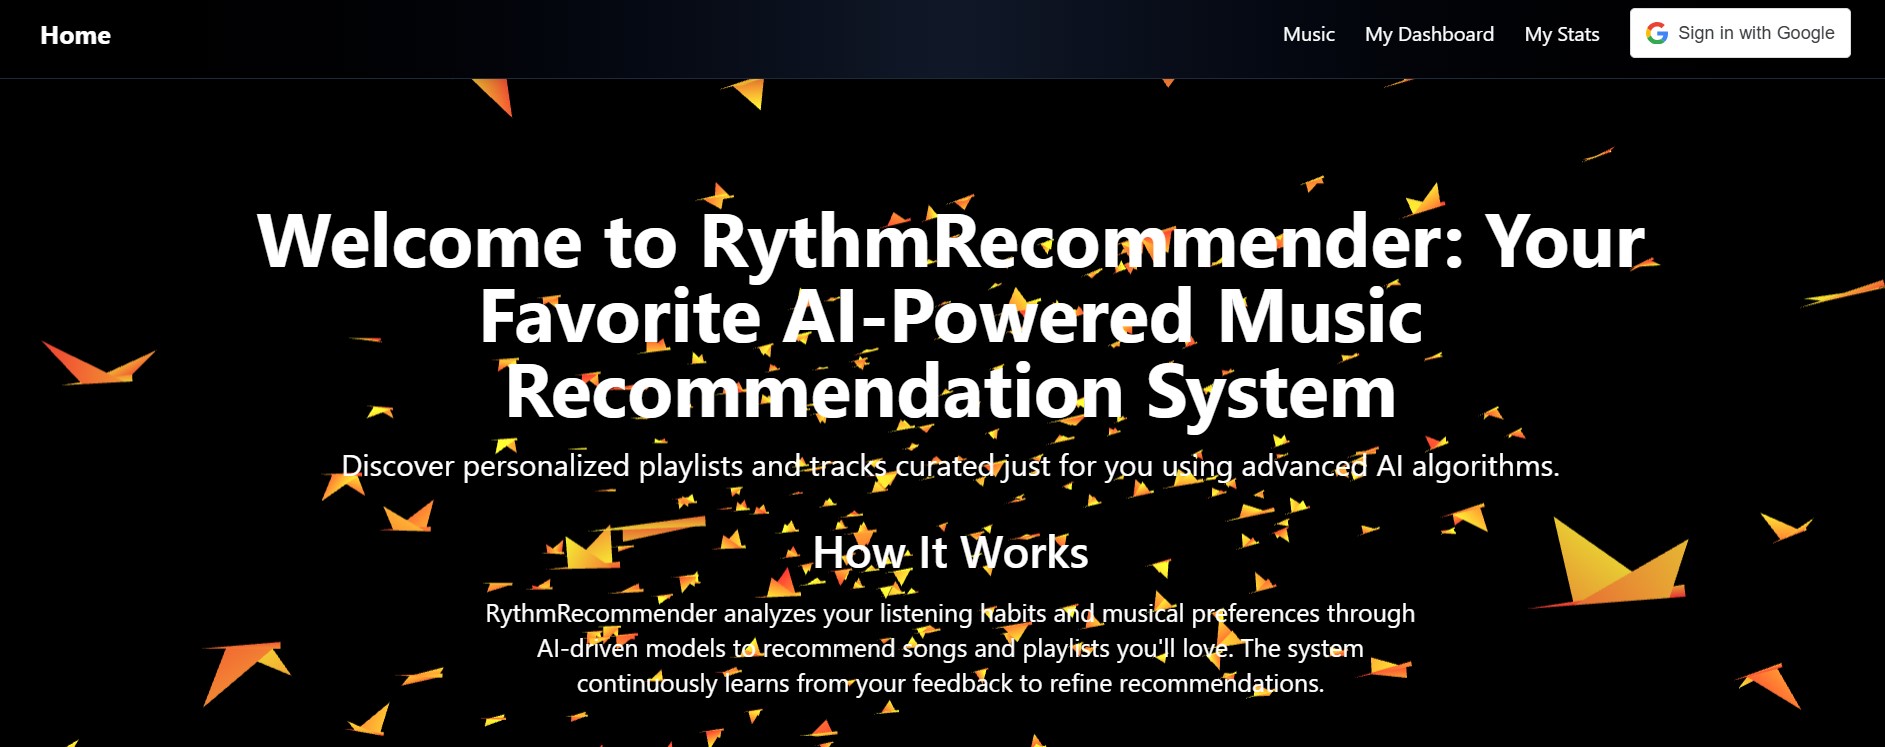 Home
Music
My Dashboard
My Stats
Sign in with Google
Welcome to RythmRecommender: Your
Favorite AI-Powered Music
Recommendation System
Discover personalized playlists and tracks curated just for you using advanced AI algorithms.
How It Works
RythmRecommender analyzes your listening habits and musical preferences through
AI-driven models to recommend songs and playlists you'll love. The system
continuously learns from your feedback to refine recommendations.